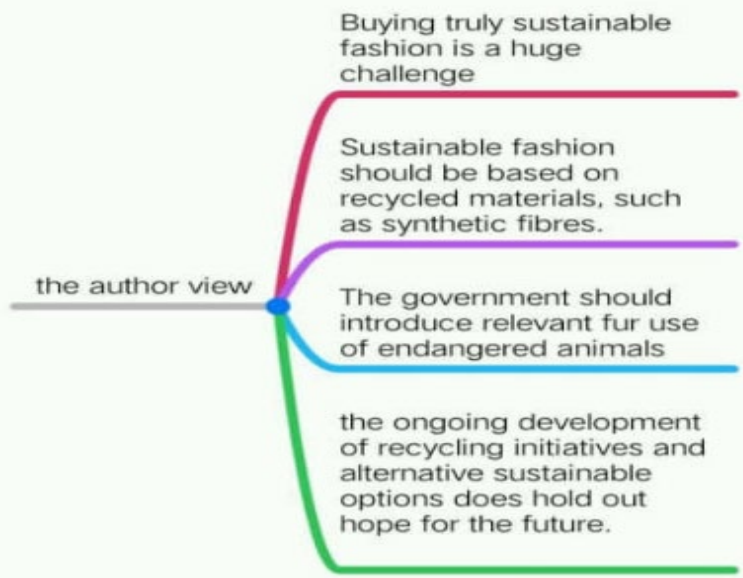 Buying truly sustainable
fashion is a huge
challenge
Sustainable fashion
should be based on
recycled materials, such
as synthetic fibres.
the author view
The government should
introduce relevant fur use
of endangered animals
the ongoing development
of recycling initiatives and
alternative sustainable
options does hold out
hope for the future.